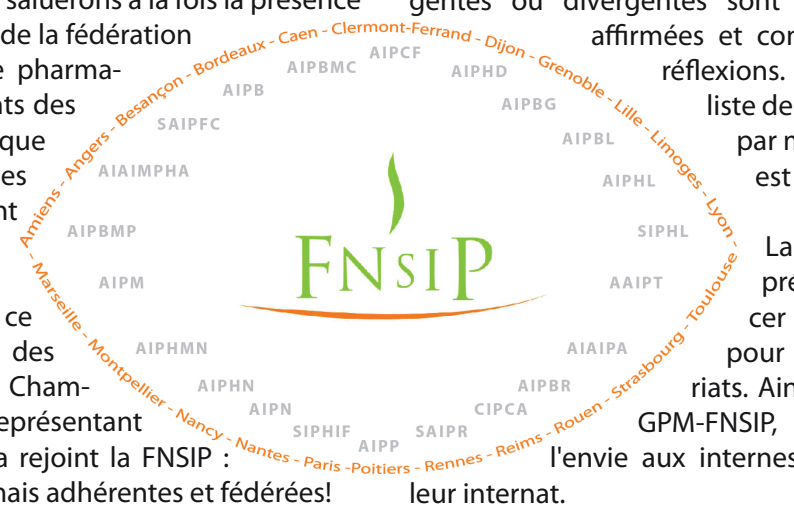 saluerons à la fois la présence
de la fédération
e pharma-
nts des
que
es
nt
ce
des
Cham-
eprésentant
a rejoint la FNSIP :
mais adhérentes et fédérées!
gentes ou divergentes sont
affirmées et con
réflexions.
liste de
par m
est
La
pré
cer
pour
riats. Ain
GPM-FNSIP,
l'envie aux internes
leur internat.
Amiens - Angers - Besançon - Bordeaux - Caen - Clermont-Ferrand - Dijon - Grenoble - Lille - Limoges - Lyon -
- Marseille - Montpellier - Nancy - Nantes - Paris -Poitiers - Rennes - Reims - Rouen - Strasbourg - Toulouse -
AIPCF
AIPBMC
AIPHD
AIPB
AIPBG
SAIPFC
AIPBL
AIAIMPHA
AIPHL
AIPBMP
SIPHL
AIPM
AAIPT
AIPHMN
AIAIPA
AIPHN
AIPBR
AIPN
CIPCA
SIPHIF
SAIPR
AIPP
FNSIP